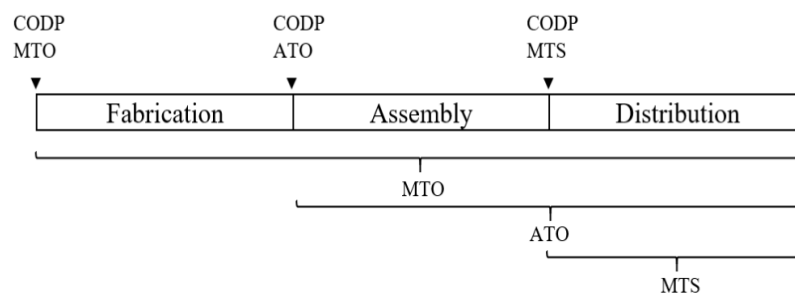 CODP CODP CODP
MTO ATO MTS
Fabrication Assembly Distribution
MTO
ATO
MTS